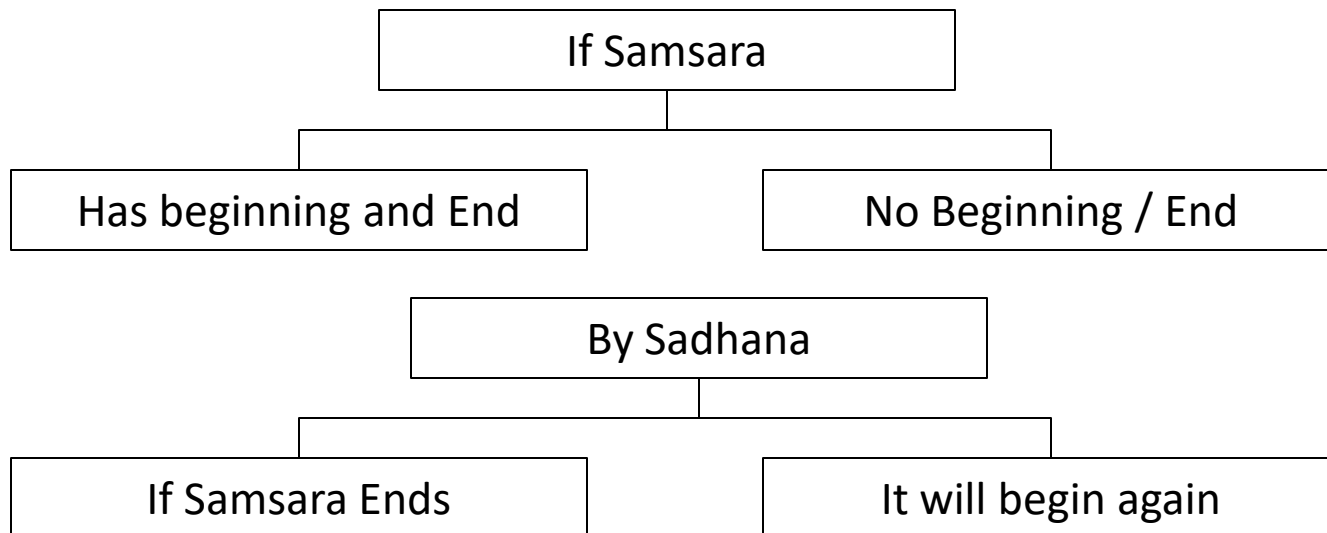 If Samsara
Has beginning and End
No Beginning / End
By Sadhana
If Samsara Ends
It will begin again